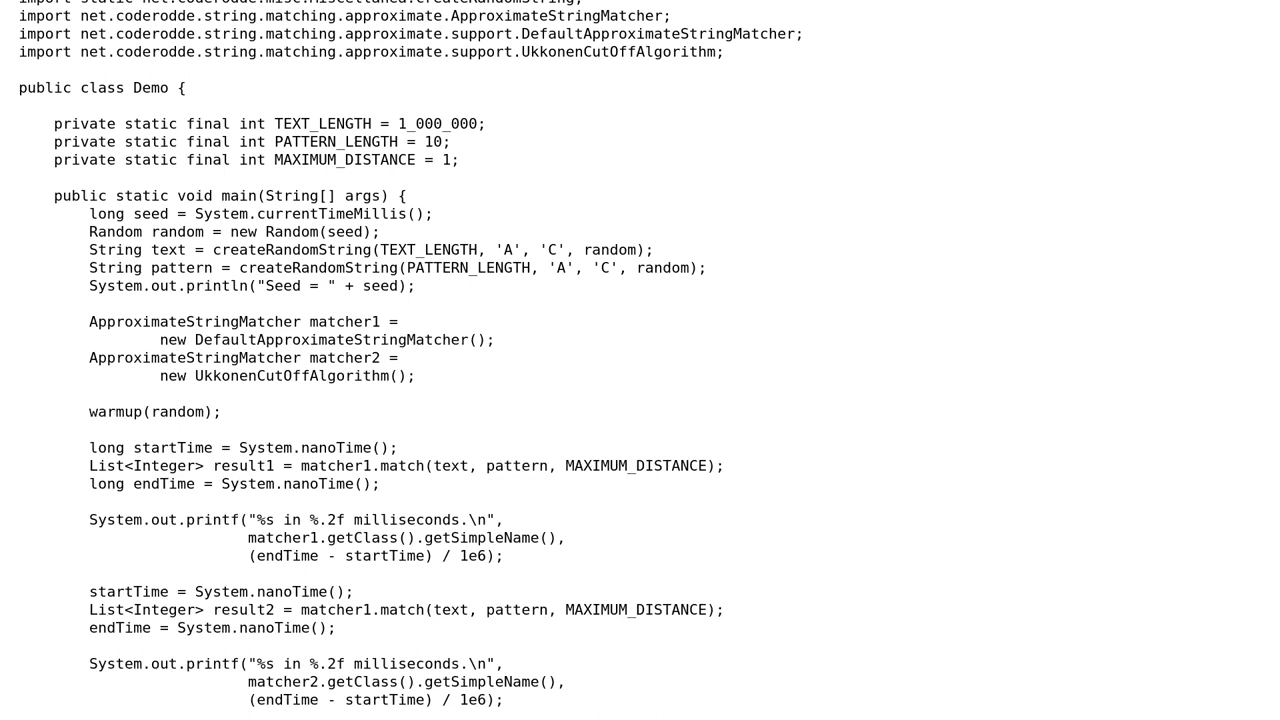 import net.coderodde.string.matching.approximate.ApproximateStringMatcher;
import net.coderodde.string.matching.approximate.support.DefaultApproximateStringMatcher;
import net.coderodde.string.matching.approximate.support.UkkonenCutOffAlgorithm;

public class Demo {

    private static final int TEXT_LENGTH = 1_000_000;
    private static final int PATTERN_LENGTH = 10;
    private static final int MAXIMUM_DISTANCE = 1;

    public static void main(String[] args) {
        long seed = System.currentTimeMillis();
        Random random = new Random(seed);
        String text = createRandomString(TEXT_LENGTH, 'A', 'C', random);
        String pattern = createRandomString(PATTERN_LENGTH, 'A', 'C', random);
        System.out.println("Seed = " + seed);

        ApproximateStringMatcher matcher1 =
                new DefaultApproximateStringMatcher();
        ApproximateStringMatcher matcher2 =
                new UkkonenCutOffAlgorithm();

        warmup(random);

        long startTime = System.nanoTime();
        List<Integer> result1 = matcher1.match(text, pattern, MAXIMUM_DISTANCE);
        long endTime = System.nanoTime();

        System.out.printf("%s in %.2f milliseconds.\n",
                          matcher1.getClass().getSimpleName(),
                          (endTime - startTime) / 1e6);

        startTime = System.nanoTime();
        List<Integer> result2 = matcher1.match(text, pattern, MAXIMUM_DISTANCE);
        endTime = System.nanoTime();

        System.out.printf("%s in %.2f milliseconds.\n",
                          matcher2.getClass().getSimpleName(),
                          (endTime - startTime) / 1e6);